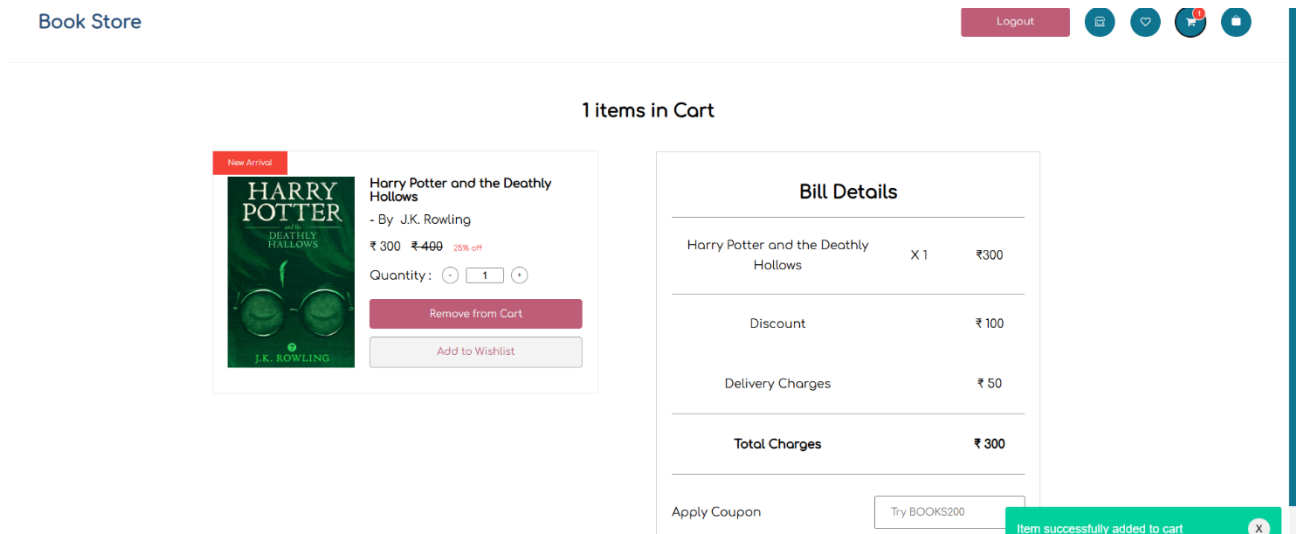 Book Store
Logout
1
1 items in Cart
New Arrival
HARRY
POTTER
and the
DEATHLY
HALLOWS
J.K. ROWLING
Harry Potter and the Deathly
Hollows
- By J.K. Rowling
₹ 300 ₹ 400 25% off
Quantity : - 1 +
Remove from Cart
Add to Wishlist
Bill Details
Harry Potter and the Deathly
Hollows
X 1 ₹300
Discount ₹ 100
Delivery Charges ₹ 50
Total Charges ₹ 300
Apply Coupon Try BOOKS200
Item successfully added to cart X